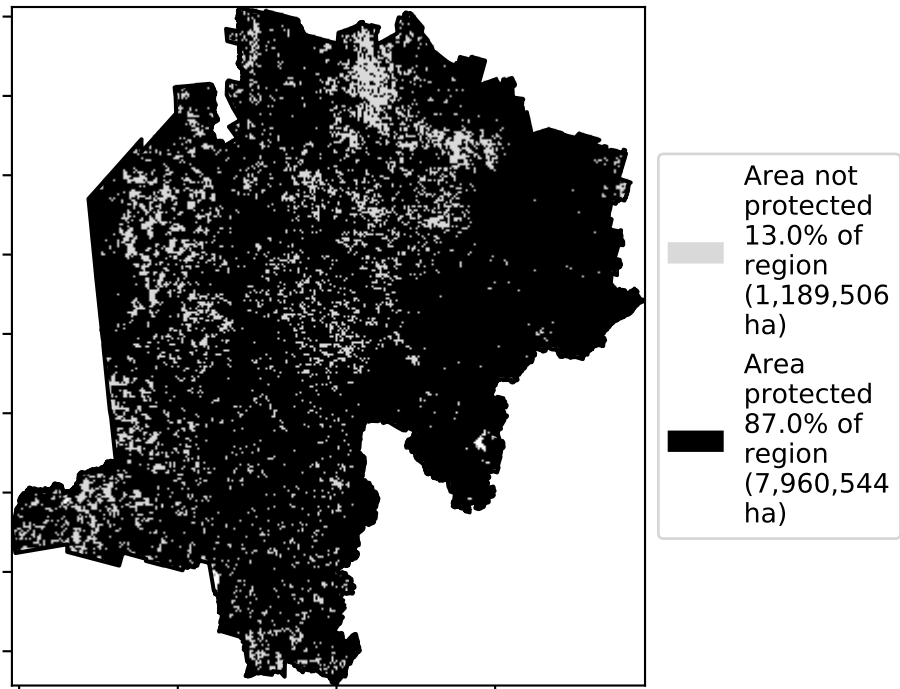 Area not
protected
13.0% of
region
(1,189,506
ha)
Area
protected
87.0% of
region
(7,960,544
ha)